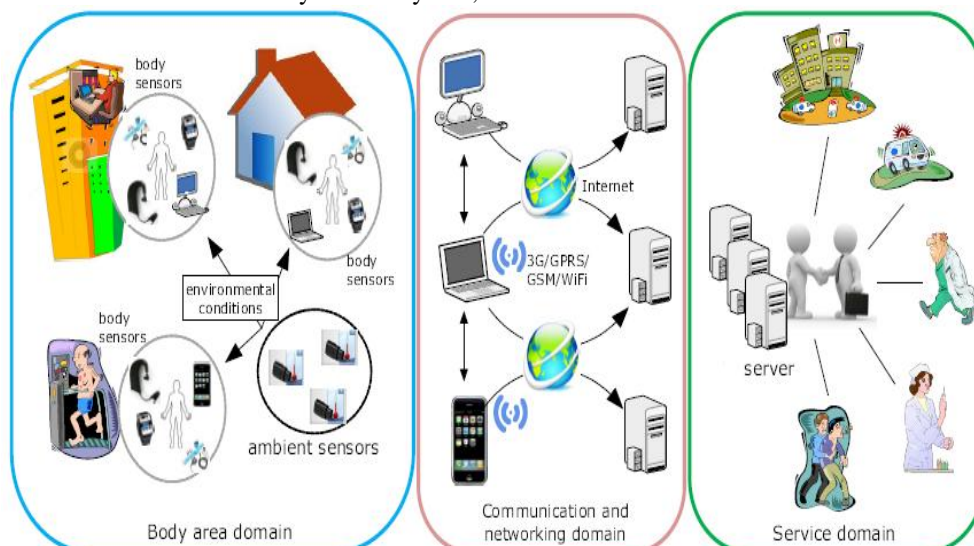 body
sensors
body
sensors
environmental
conditions
body
sensors
ambient sensors
Body area domain
Internet
3G/GPRS/
GSM/WiFi
Communication and
networking domain
server
Service domain